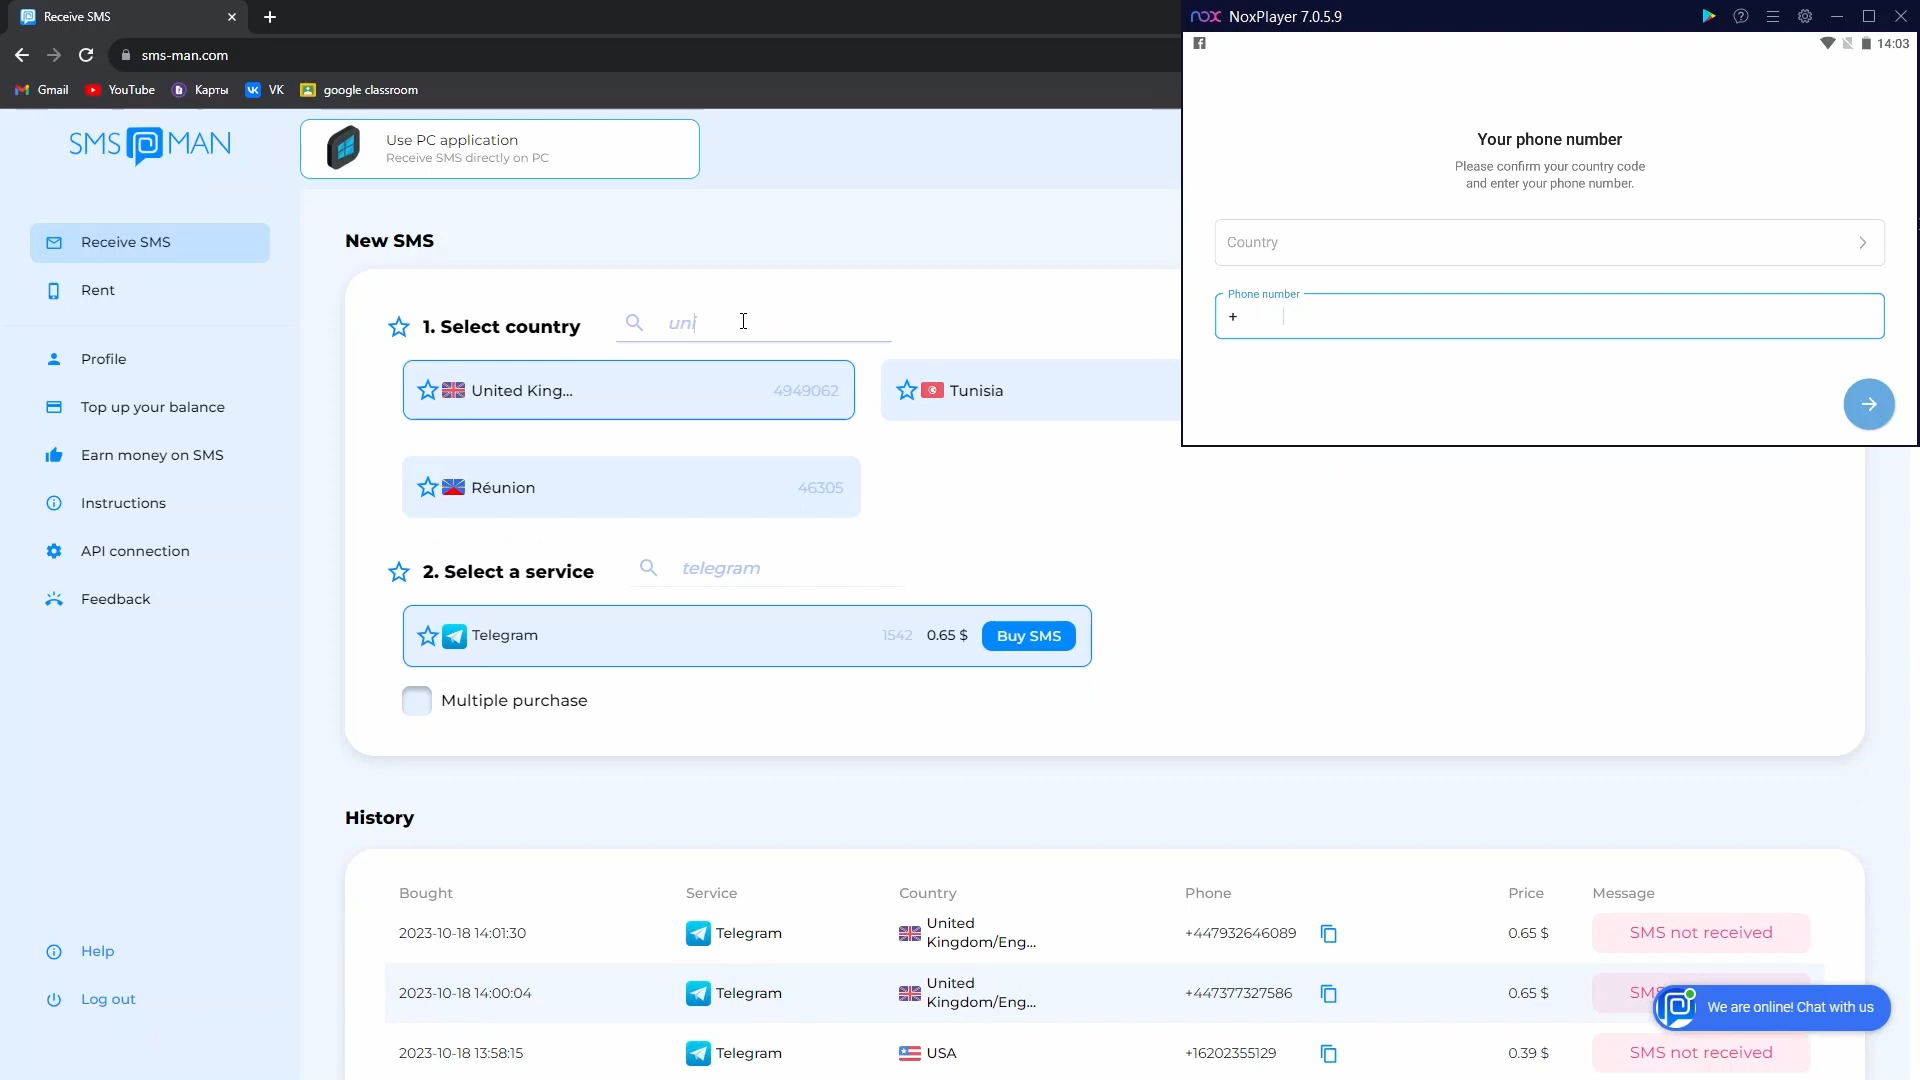 Receive SMS
sms-man.com
Gmail
YouTube
Карты
VK
google classroom
nox NoxPlayer 7.0.5.9
14:03
SMS MAN
Use PC application
Receive SMS directly on PC
Your phone number
Please confirm your country code
and enter your phone number.
Country
Phone number
+
Receive SMS
Rent
Profile
Top up your balance
Earn money on SMS
Instructions
API connection
Feedback
Help
Log out
New SMS
1. Select country
uni
United King...
4949062
Tunisia
Réunion
46305
2. Select a service
telegram
Telegram
1542
0.65 $
Buy SMS
Multiple purchase
History
Bought Service Country Phone Price Message
2023-10-18 14:01:30 Telegram United Kingdom/Eng... +447932646089 0.65 $ SMS not received
2023-10-18 14:00:04 Telegram United Kingdom/Eng... +447377327586 0.65 $ SMS
2023-10-18 13:58:15 Telegram USA +16202355129 0.39 $ SMS not received
We are online! Chat with us